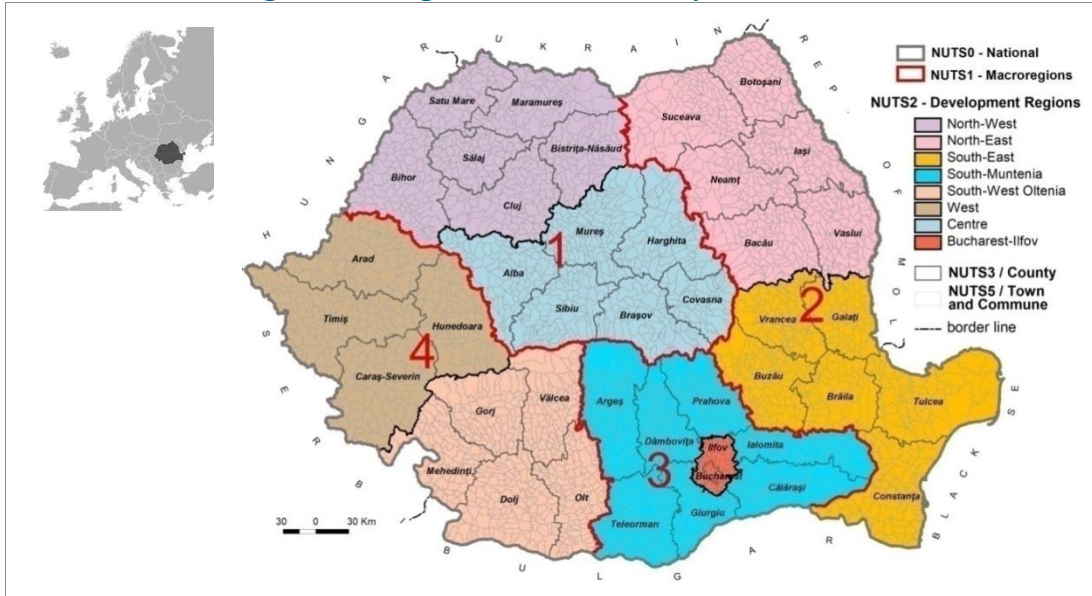 UKRAINE
REP. OF MOLDOVA
HUNGARY
SERBIA
BULGARIA
BLACK SEA
Satu Mare
Maramureş
Botoşani
Suceava
Sălaj
Bistriţa-Năsăud
Iaşi
Bihor
Cluj
Neamţ
Mureş
Harghita
Bacău
Vaslui
1
Arad
Alba
Sibiu
Braşov
Covasna
Vrancea
2
Galaţi
Timiş
Hunedoara
4
Caraş-Severin
Buzău
Brăila
Tulcea
Gorj
Vâlcea
Argeş
Prahova
Dâmboviţa
Ilfov
Ialomita
3
Bucharest
Călăraşi
Constanţa
Mehedinţi
Dolj
Olt
Teleorman
Giurgiu
30 0 30 Km
NUTS0 - National
NUTS1 - Macroregions
NUTS2 - Development Regions
North-West
North-East
South-East
South-Muntenia
South-West Oltenia
West
Centre
Bucharest-Ilfov
NUTS3 / County
NUTS5 / Town
and Commune
border line